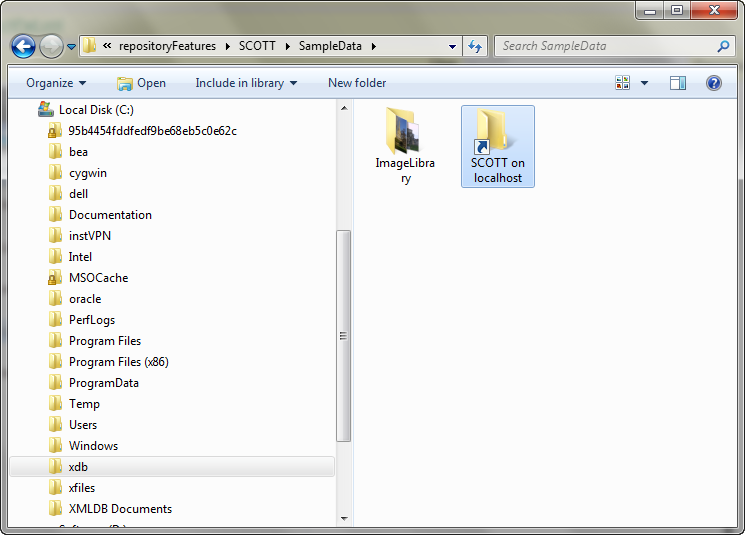 « repositoryFeatures ▸ SCOTT ▸ SampleData ▸
Search SampleData
Organize
Open
Include in library
New folder
Local Disk (C:)
95b4454fddfedf9be68eb5c0e62c
bea
cygwin
dell
Documentation
instVPN
Intel
MSOCache
oracle
PerfLogs
Program Files
Program Files (x86)
ProgramData
Temp
Users
Windows
xdb
xfiles
XMLDB Documents
ImageLibra
ry
SCOTT on
localhost